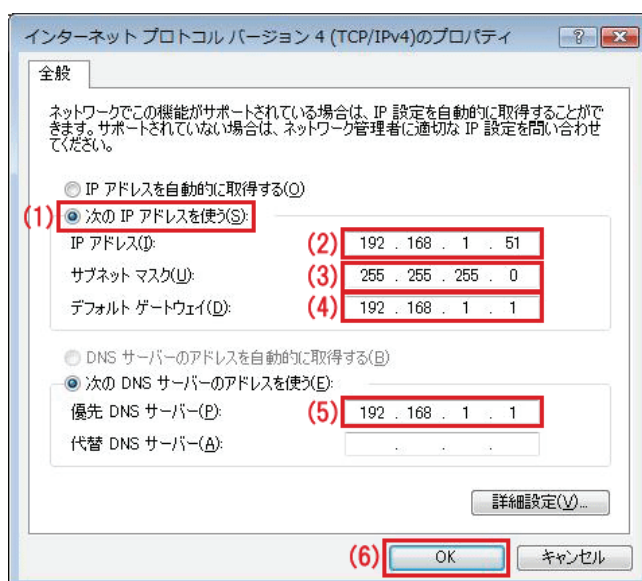 インターネット プロトコル バージョン 4 (TCP/IPv4)のプロパティ
全般
ネットワークでこの機能がサポートされている場合は、IP 設定を自動的に取得することがで
きます。サポートされていない場合は、ネットワーク管理者に適切な IP 設定を問い合わせ
てください。
IP アドレスを自動的に取得する(O)
(1) 次の IP アドレスを使う(S):
IP アドレス(I): (2) 192 . 168 . 1 . 51
サブネット マスク(U): (3) 255 . 255 . 255 . 0
デフォルト ゲートウェイ(D): (4) 192 . 168 . 1 . 1
DNS サーバーのアドレスを自動的に取得する(B)
次の DNS サーバーのアドレスを使う(E):
優先 DNS サーバー(P): (5) 192 . 168 . 1 . 1
代替 DNS サーバー(A): . . .
詳細設定(V)...
(6) OK キャンセル